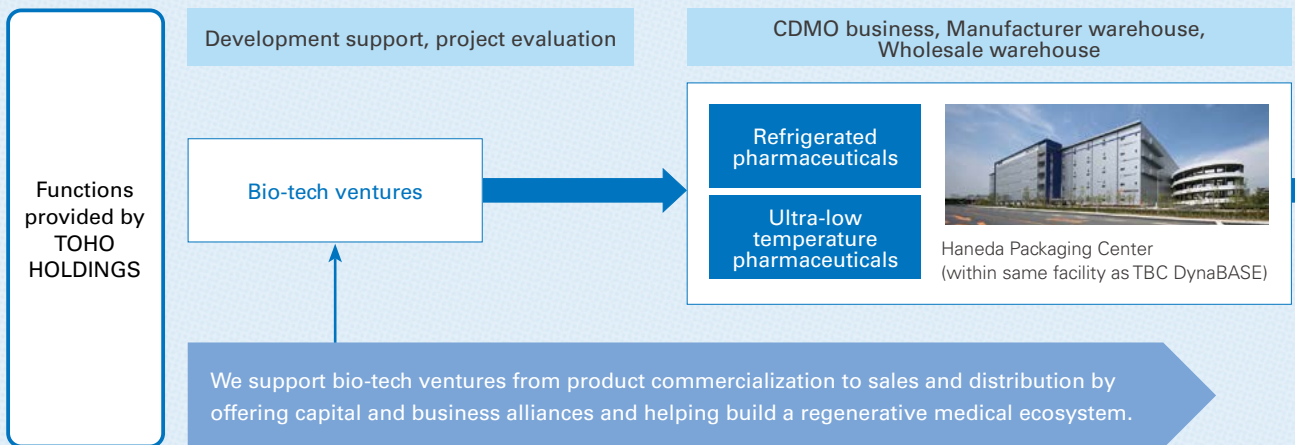 Functions
provided by
TOHO
HOLDINGS
Development support, project evaluation
CDMO business, Manufacturer warehouse,
Wholesale warehouse
Bio-tech ventures
Refrigerated
pharmaceuticals
Ultra-low
temperature
pharmaceuticals
Haneda Packaging Center
(within same facility as TBC DynaBASE)
We support bio-tech ventures from product commercialization to sales and distribution by
offering capital and business alliances and helping build a regenerative medical ecosystem.